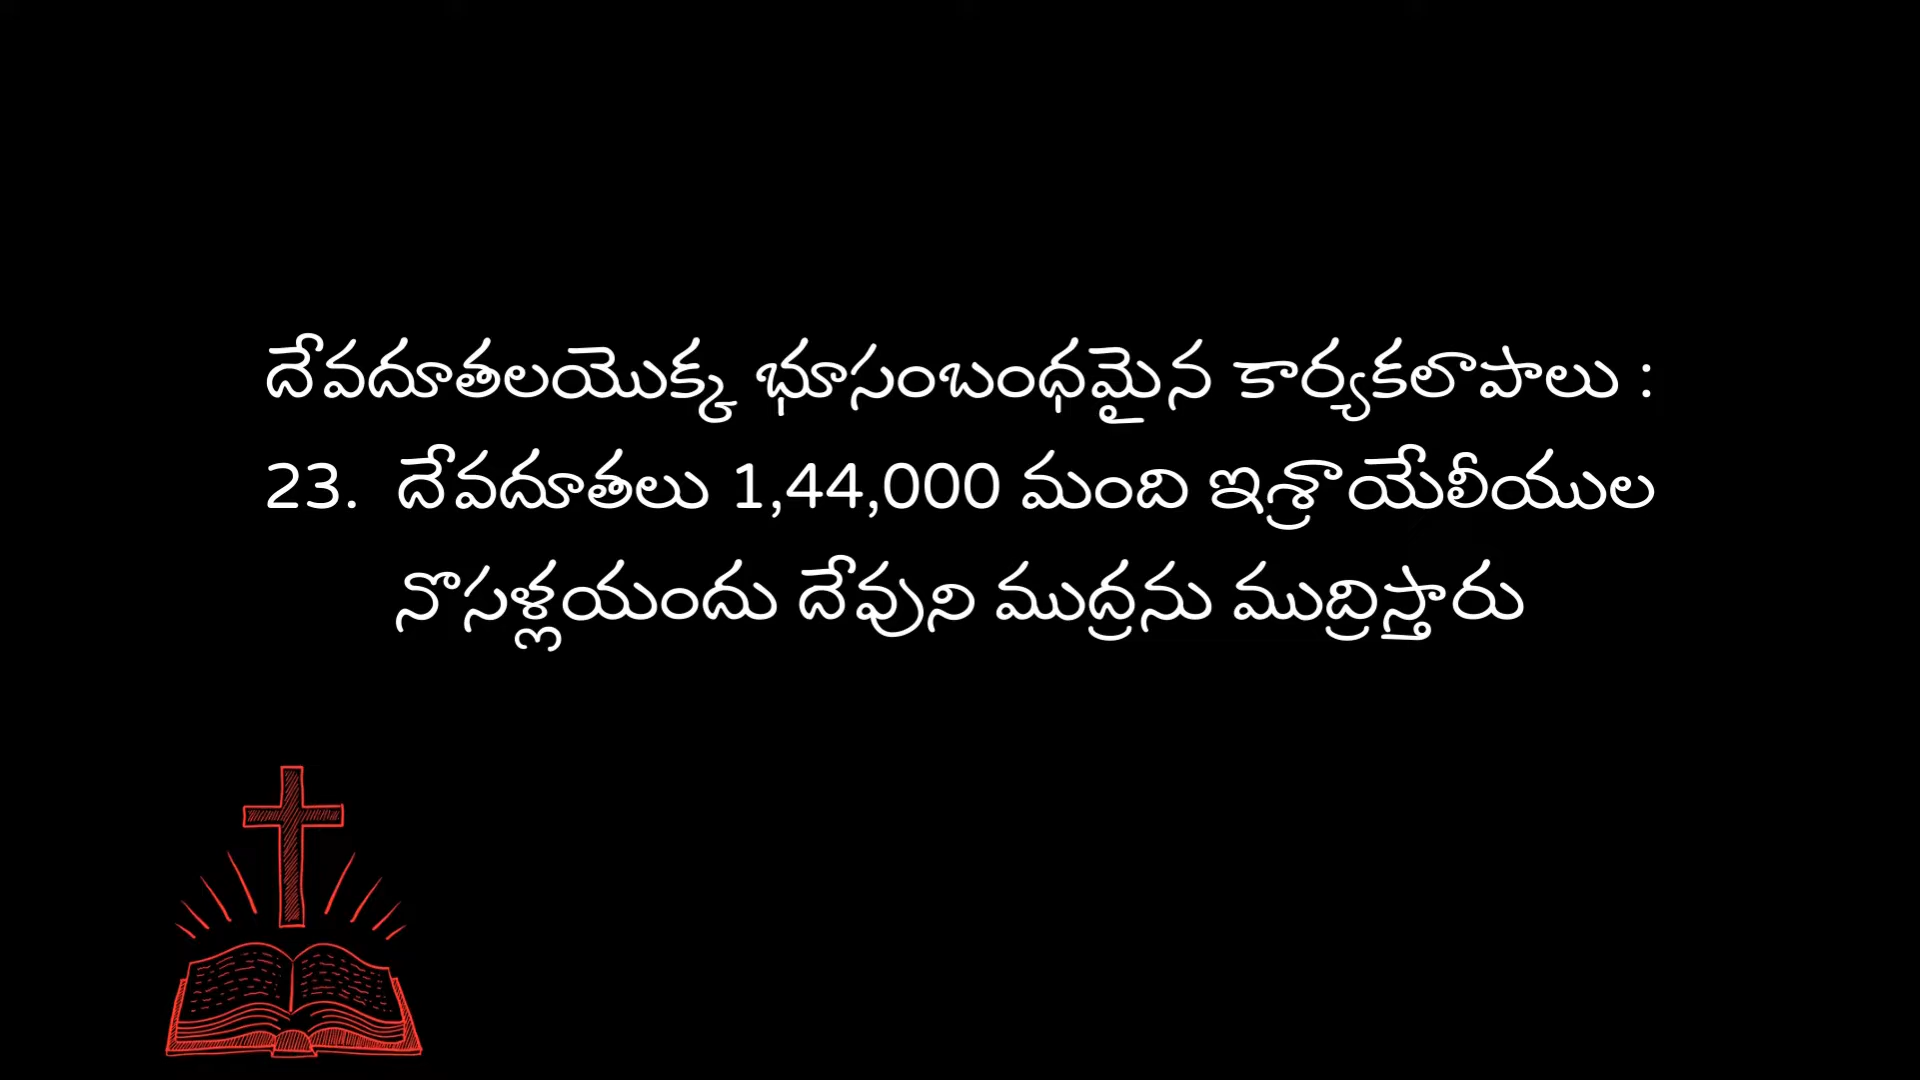 దేవదూతలయొక్క భూసంబంధమైన కార్యకలాపాలు :
23. దేవదూతలు 1,44,000 మంది ఇశ్రాయేలీయుల
నొసళ్లయందు దేవుని ముద్రను ముద్రిస్తారు